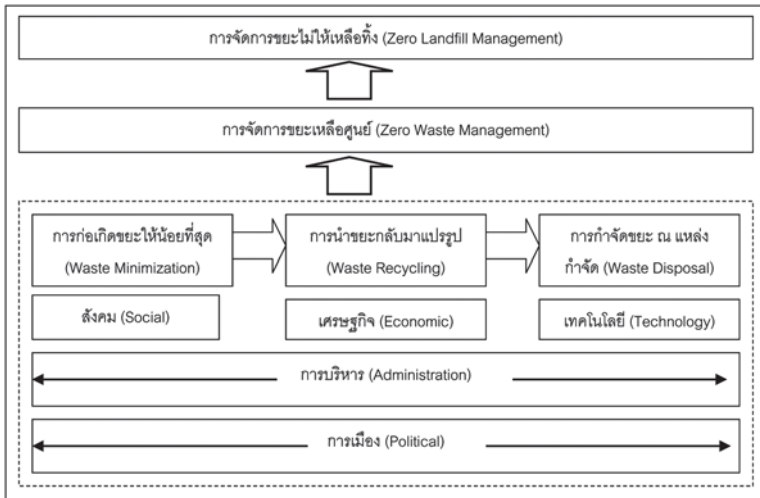 การจัดการขยะไม่ให้เหลือทิ้ง (Zero Landfill Management)
การจัดการขยะเหลือศูนย์ (Zero Waste Management)
การก่อเกิดขยะให้น้อยที่สุด
(Waste Minimization)
การนำขยะกลับมาแปรรูป
(Waste Recycling)
การกำจัดขยะ ณ แหล่ง
กำจัด (Waste Disposal)
สังคม (Social)
เศรษฐกิจ (Economic)
เทคโนโลยี (Technology)
การบริหาร (Administration)
การเมือง (Political)